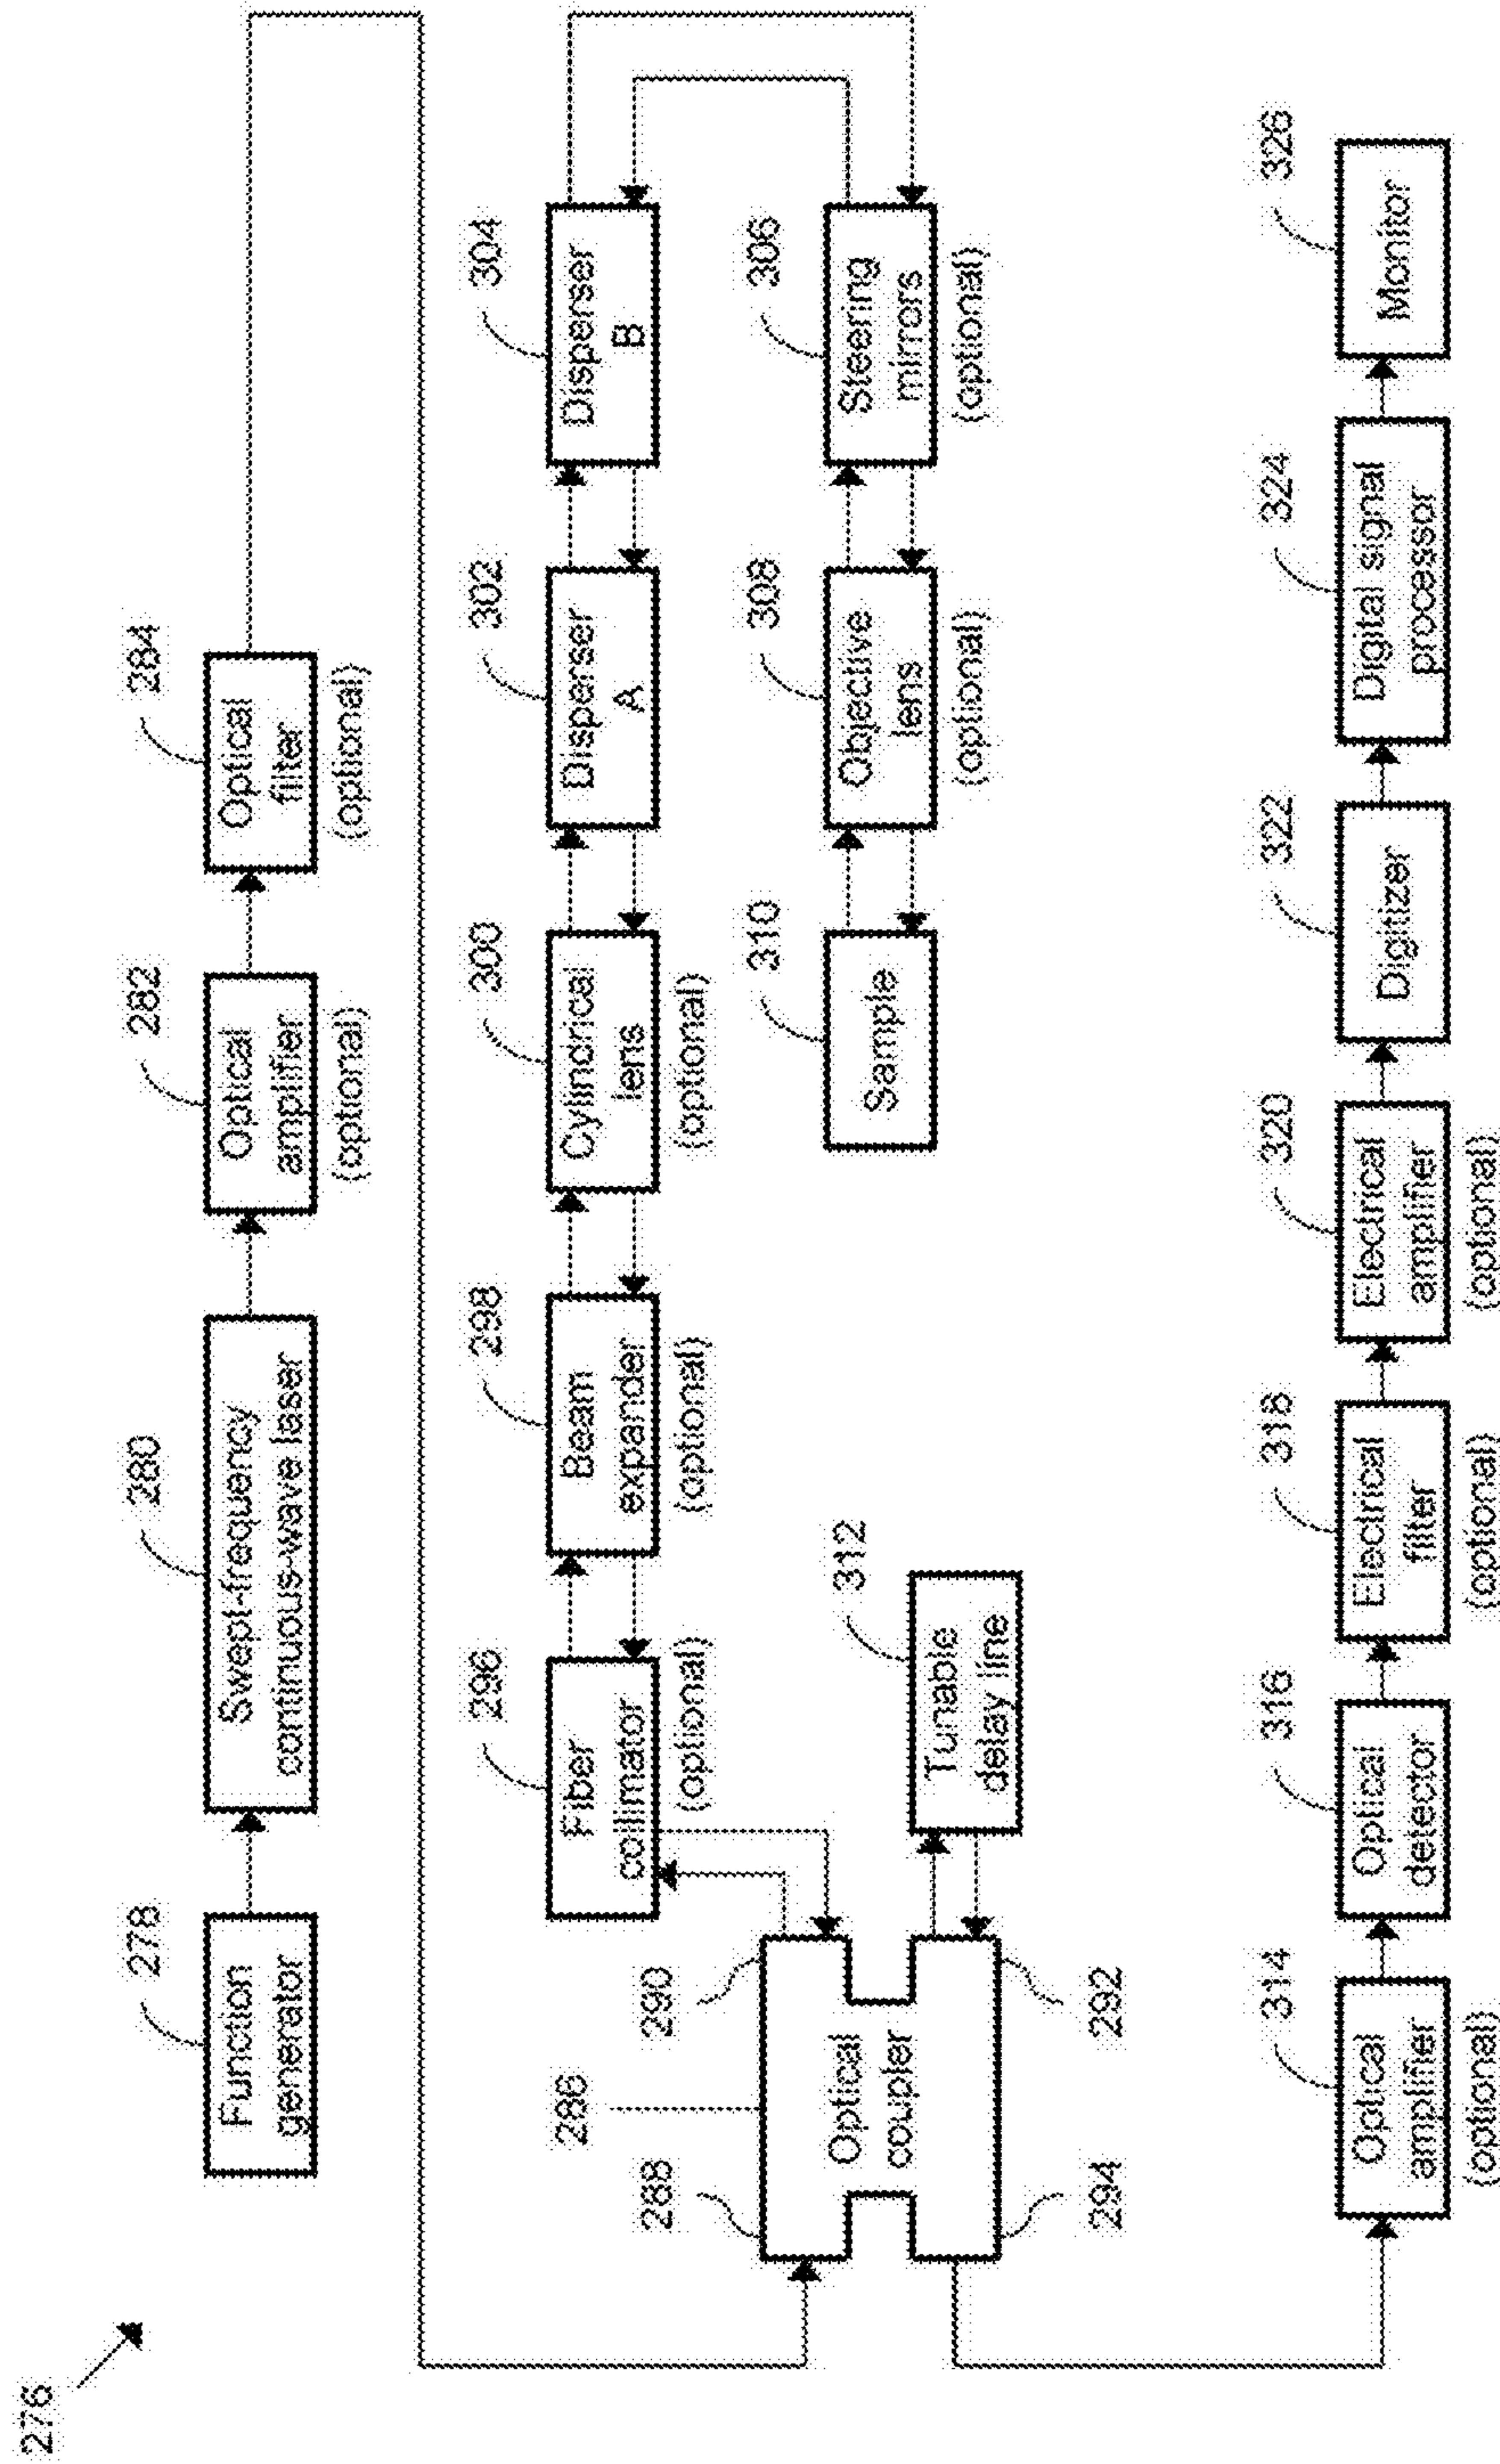 276
278
Function
generator
280
Swept-frequency
continuous-wave laser
282
Optical
amplifier
(optional)
284
Optical
filter
(optional)
296
Fiber
collimator
(optional)
298
Beam
expander
(optional)
300
Cylindrical
lens
(optional)
302
Disperser
A
304
Disperser
B
286
288
290
Optical
coupler
292
294
312
Tunable
delay line
310
Sample
308
Objective
lens
(optional)
306
Steering
mirrors
(optional)
314
Optical
amplifier
(optional)
316
Optical
detector
318
Electrical
filter
(optional)
320
Electrical
amplifier
(optional)
322
Digitizer
324
Digital signal
processor
326
Monitor